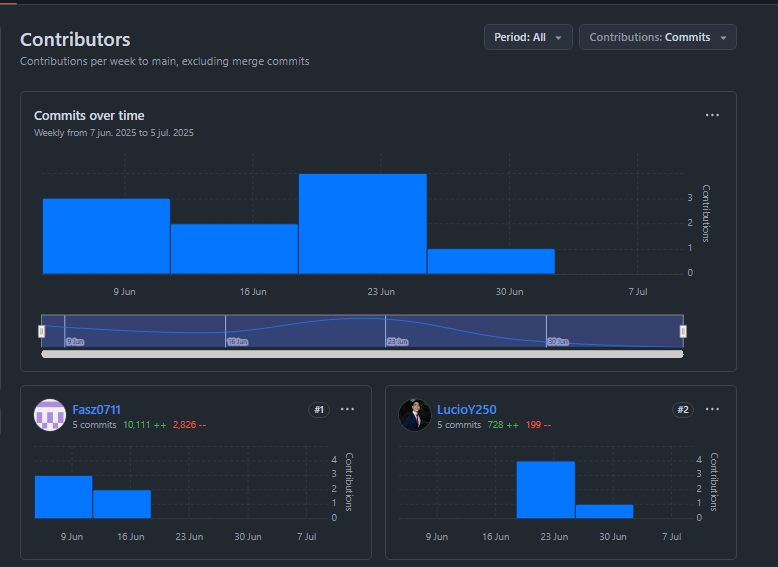 Contributors
Contributions per week to main, excluding merge commits
Period: All
Contributions: Commits
Commits over time
Weekly from 7 jun. 2025 to 5 jul. 2025
3
2
1
0
Contributions
9 Jun 16 Jun 23 Jun 30 Jun 7 Jul
9 Jun 16 Jun 23 Jun 30 Jun
Fasz0711
#1
5 commits 10,111 ++ 2,826 --
4
3
2
1
0
Contributions
9 Jun 16 Jun 23 Jun 30 Jun 7 Jul
LucioY250
#2
5 commits 728 ++ 199 --
4
3
2
1
0
Contributions
9 Jun 16 Jun 23 Jun 30 Jun 7 Jul